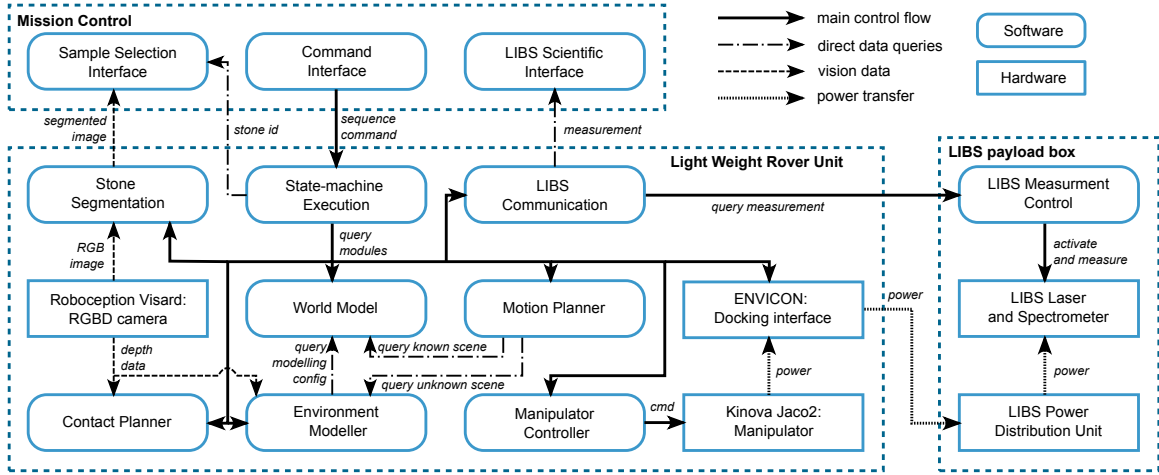 Mission Control
Sample Selection
Interface
Command
Interface
LIBS Scientific
Interface
main control flow
direct data queries
vision data
power transfer
Software
Hardware
segmented
image
stone id
sequence
command
measurement
Light Weight Rover Unit
LIBS payload box
Stone
Segmentation
State-machine
Execution
LIBS
Communication
query measurement
LIBS Measurment
Control
RGB
image
query
modules
activate
and measure
Roboception Visard:
RGBD camera
World Model
Motion Planner
ENVICON:
Docking interface
power
LIBS Laser
and Spectrometer
depth
data
query
modelling
config
query known scene
query unknown scene
power
power
Contact Planner
Environment
Modeller
Manipulator
Controller
cmd
Kinova Jaco2:
Manipulator
LIBS Power
Distribution Unit